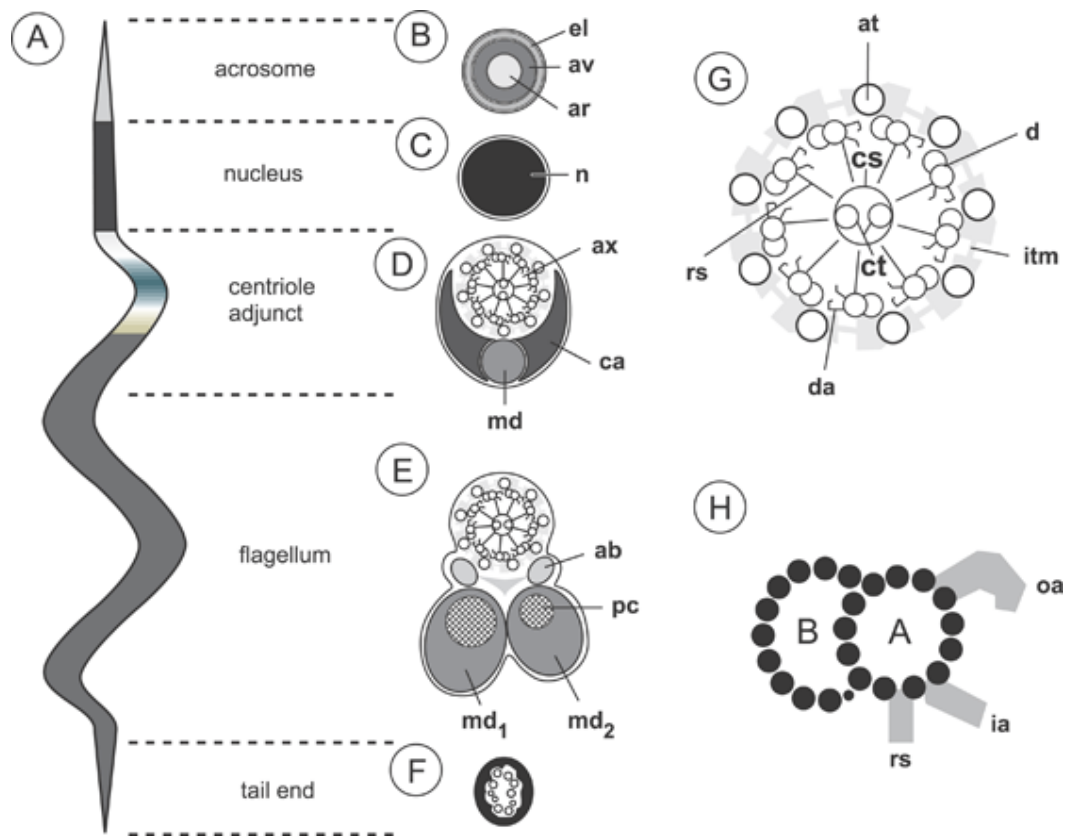 A
acrosome
nucleus
centriole
adjunct
flagellum
tail end
B
el
av
ar
C
n
D
ax
ca
md
E
ab
pc
md1
md2
F
G
at
d
cs
rs
ct
itm
da
H
B
A
oa
ia
rs